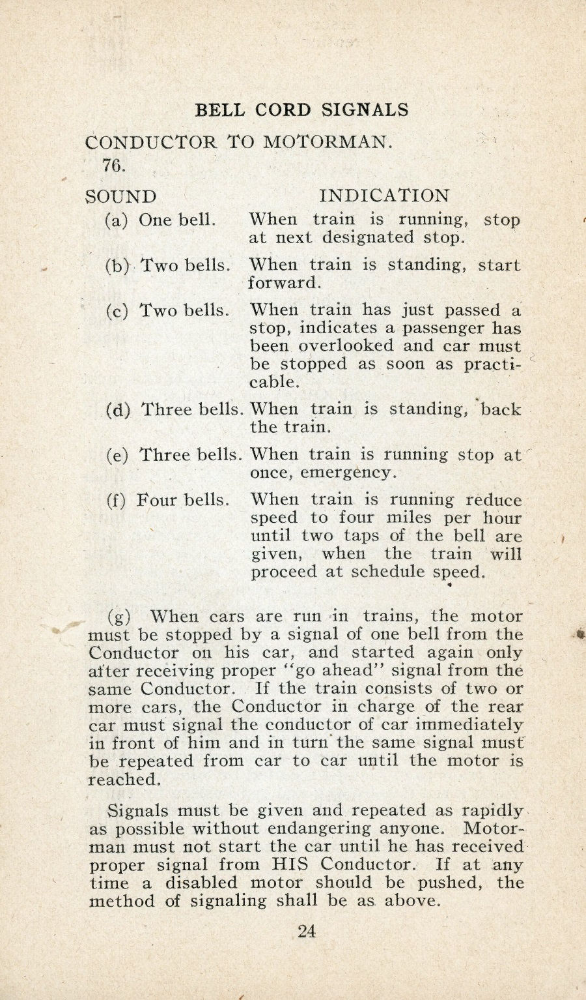 BELL CORD SIGNALS
CONDUCTOR TO MOTORMAN.
76.
SOUND INDICATION
(a) One bell. When train is running, stop
at next designated stop.
(b) Two bells. When train is standing, start
forward.
(c) Two bells. When train has just passed a
stop, indicates a passenger has
been overlooked and car must
be stopped as soon as practi-
cable.
(d) Three bells. When train is standing, back
the train.
(e) Three bells. When train is running stop at
once, emergency.
(f) Four bells. When train is running reduce
speed to four miles per hour
until two taps of the bell are
given, when the train will
proceed at schedule speed.
(g) When cars are run in trains, the motor
must be stopped by a signal of one bell from the
Conductor on his car, and started again only
after receiving proper "go ahead" signal from the
same Conductor. If the train consists of two or
more cars, the Conductor in charge of the rear
car must signal the conductor of car immediately
in front of him and in turn the same signal must
be repeated from car to car until the motor is
reached.
Signals must be given and repeated as rapidly
as possible without endangering anyone. Motor-
man must not start the car until he has received
proper signal from HIS Conductor. If at any
time a disabled motor should be pushed, the
method of signaling shall be as above.
24